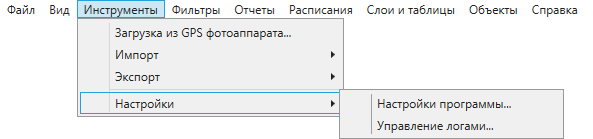 Файл Вид Инструменты Фильтры Отчеты Расписания Слои и таблицы Объекты Справка
Загрузка из GPS фотоаппарата...
Импорт
Экспорт
Настройки
Настройки программы...
Управление логами...